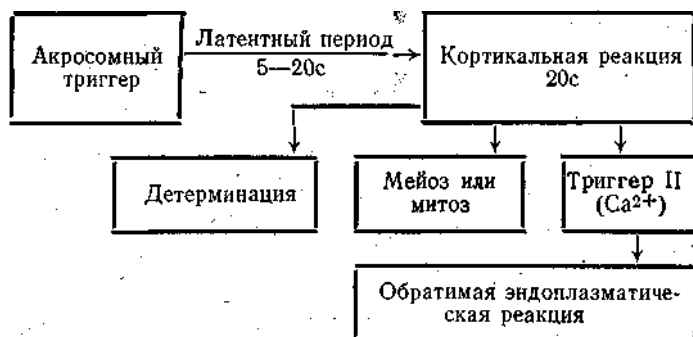 Акросомный
триггер
Латентный период
5—20с
Кортикальная реакция
20с
Детерминация
Мейоз или
митоз
Триггер II
(Ca²⁺)
Обратимая эндоплазматиче-
ская реакция